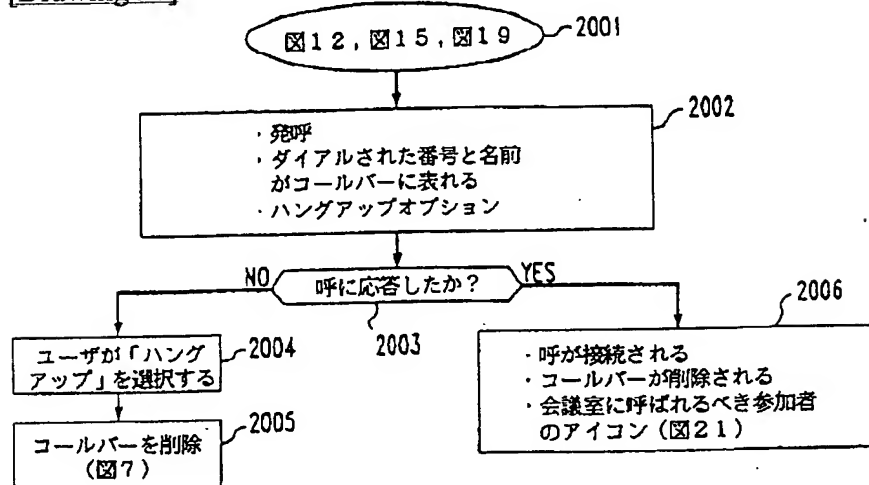 図12,図15,図19
2001
2002
・発呼
・ダイアルされた番号と名前
がコールバーに表れる
・ハングアップオプション
NO
呼に応答したか?
YES
2003
ユーザが「ハング
アップ」を選択する
2004
コールバーを削除
(図7)
2005
2006
・呼が接続される
・コールバーが削除される
・会議室に呼ばれるべき参加者
のアイコン(図21)